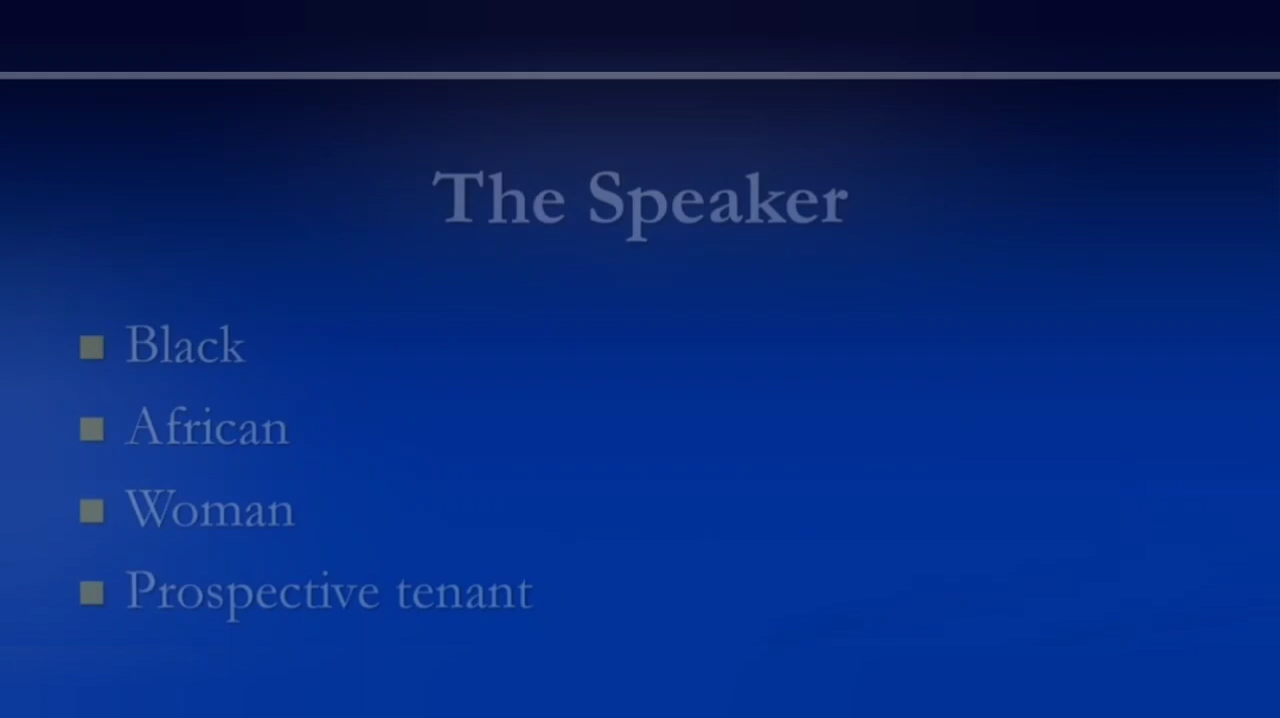 The Speaker
Black
African
Woman
Prospective tenant